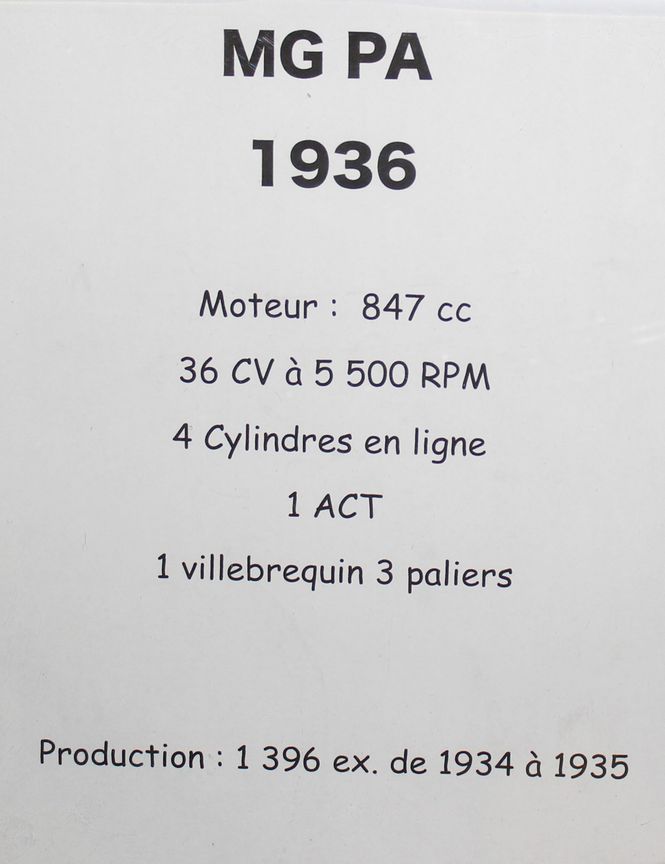 MG PA
1936
Moteur : 847 cc
36 CV à 5 500 RPM
4 Cylindres en ligne
1 ACT
1 villebrequin 3 paliers
Production : 1 396 ex. de 1934 à 1935